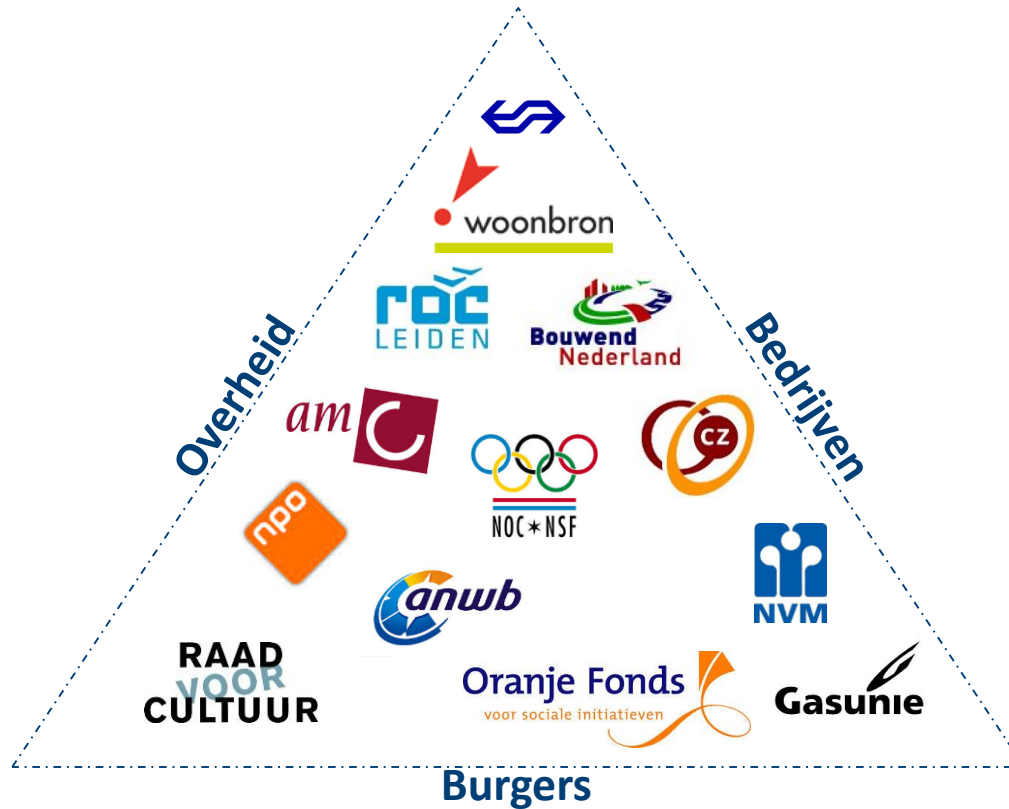 woonbron
roc
LEIDEN
Bouwend
Nederland
Overheid
Bedrijven
amc
CZ
NOC*NSF
npo
NVM
anwb
RAAD
VOOR
CULTUUR
Oranje Fonds
voor sociale initiatieven
Gasunie
Burgers